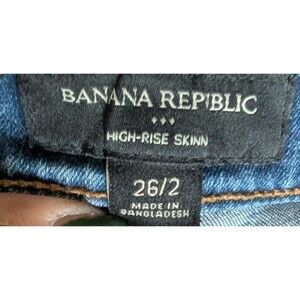 BANANA REPUBLIC
HIGH-RISE SKINN
26/2
MADE IN
BANGLADESH